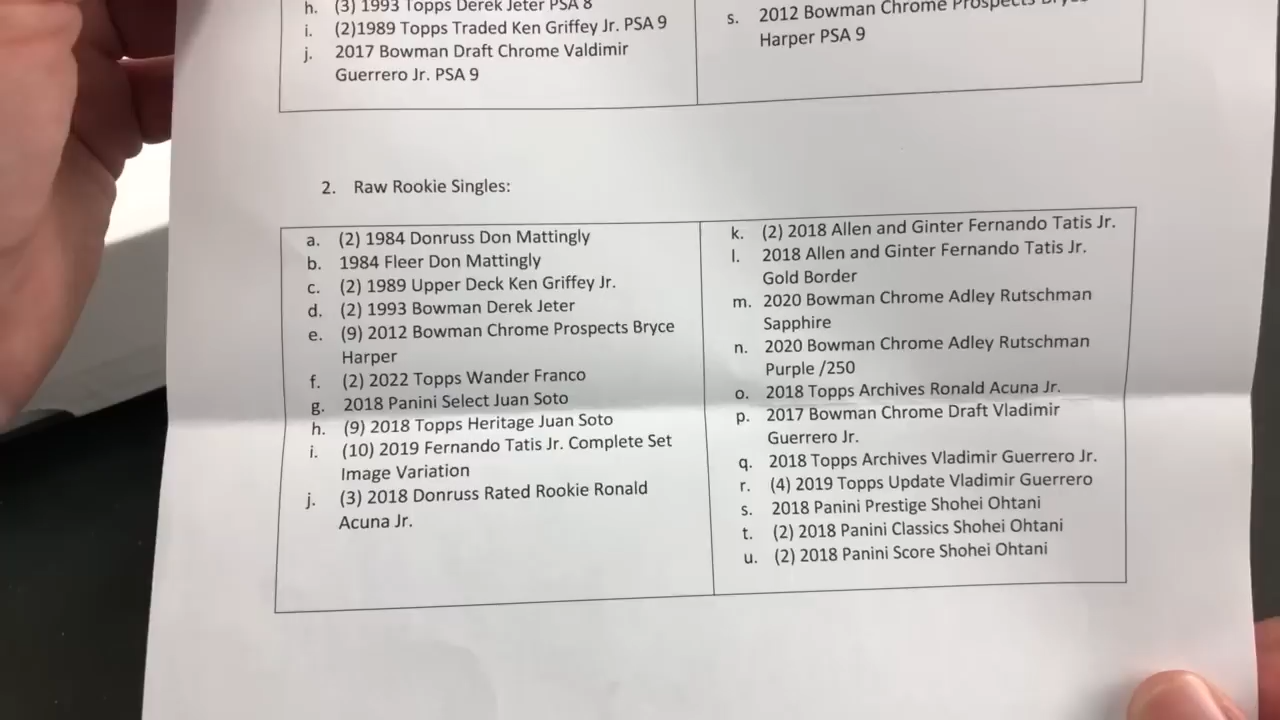 h. (3) 1993 Topps Derek Jeter PSA 8
i. (2)1989 Topps Traded Ken Griffey Jr. PSA 9
j. 2017 Bowman Draft Chrome Valdimir
Guerrero Jr. PSA 9
s. 2012 Bowman Chrome Prospects Bryce
Harper PSA 9
2. Raw Rookie Singles:
a. (2) 1984 Donruss Don Mattingly
b. 1984 Fleer Don Mattingly
c. (2) 1989 Upper Deck Ken Griffey Jr.
d. (2) 1993 Bowman Derek Jeter
e. (9) 2012 Bowman Chrome Prospects Bryce
Harper
f. (2) 2022 Topps Wander Franco
g. 2018 Panini Select Juan Soto
h. (9) 2018 Topps Heritage Juan Soto
i. (10) 2019 Fernando Tatis Jr. Complete Set
Image Variation
j. (3) 2018 Donruss Rated Rookie Ronald
Acuna Jr.
k. (2) 2018 Allen and Ginter Fernando Tatis Jr.
l. 2018 Allen and Ginter Fernando Tatis Jr.
Gold Border
m. 2020 Bowman Chrome Adley Rutschman
Sapphire
n. 2020 Bowman Chrome Adley Rutschman
Purple /250
o. 2018 Topps Archives Ronald Acuna Jr.
p. 2017 Bowman Chrome Draft Vladimir
Guerrero Jr.
q. 2018 Topps Archives Vladimir Guerrero Jr.
r. (4) 2019 Topps Update Vladimir Guerrero
s. 2018 Panini Prestige Shohei Ohtani
t. (2) 2018 Panini Classics Shohei Ohtani
u. (2) 2018 Panini Score Shohei Ohtani